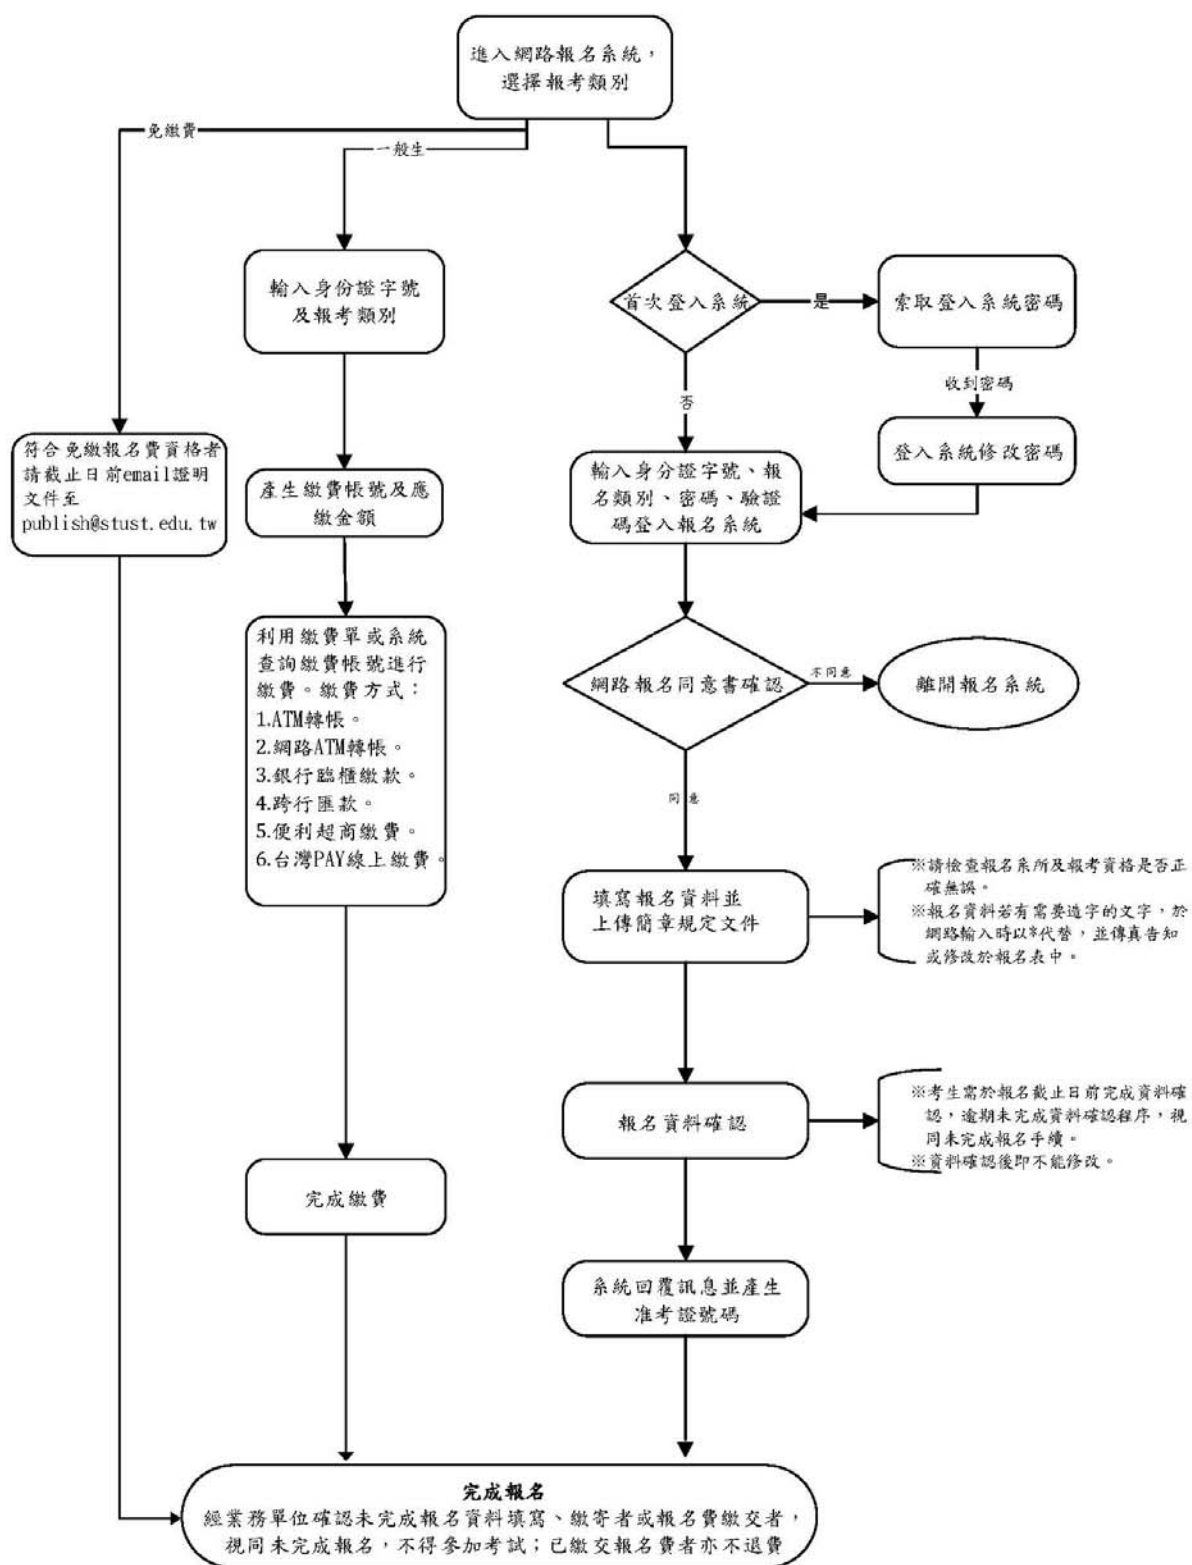 進入網路報名系統，
選擇報考類別
免繳費
一般生
輸入身份證字號
及報考類別
首次登入系統
是
索取登入系統密碼
否
收到密碼
登入系統修改密碼
符合免繳報名費資格者
請截止日前email證明
文件至
publish@stust.edu.tw
產生繳費帳號及應
繳金額
輸入身分證字號、報
名類別、密碼、驗證
碼登入報名系統
利用繳費單或系統
查詢繳費帳號進行
繳費。繳費方式：
1.ATM轉帳。
2.網路ATM轉帳。
3.銀行臨櫃繳款。
4.跨行匯款。
5.便利超商繳費。
6.台灣PAY線上繳費。
網路報名同意書確認
不同意
離開報名系統
同意
填寫報名資料並
上傳簡章規定文件
※請檢查報名系所及報考資格是否正
確無誤。
※報名資料若有需要造字的文字，於
網路輸入時以*代替，並傳真告知
或修改於報名表中。
報名資料確認
※考生需於報名截止日前完成資料確
認，逾期未完成資料確認程序，視
同未完成報名手續。
※資料確認後即不能修改。
完成繳費
系統回覆訊息並產生
准考證號碼
完成報名
經業務單位確認未完成報名資料填寫、繳寄者或報名費繳交者，
視同未完成報名，不得參加考試；已繳交報名費者亦不退費